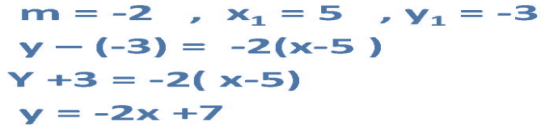 m = -2 , x₁ = 5 , y₁ = -3
y – (-3) = -2(x-5 )
Y +3 = -2( x-5)
y = -2x +7